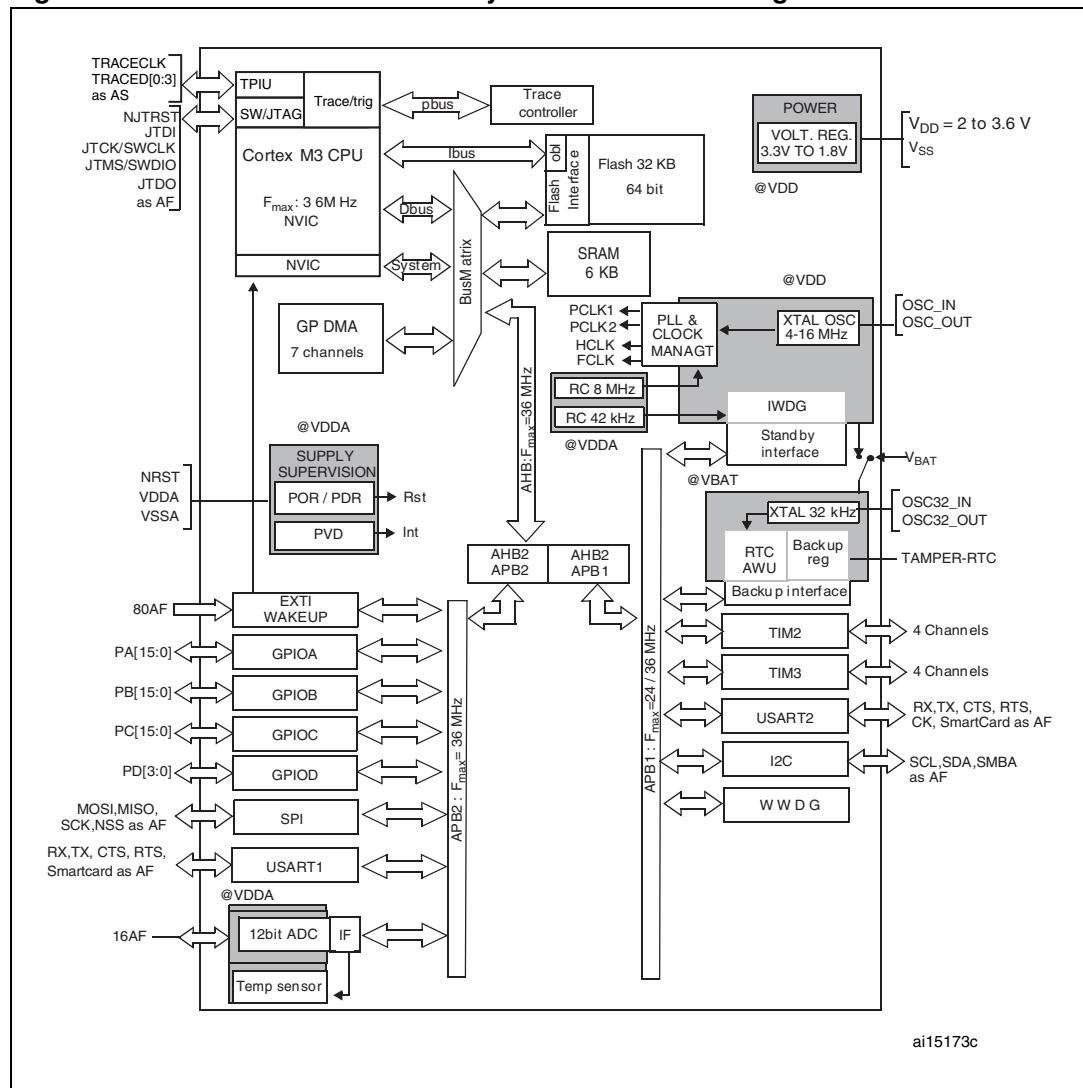 TRACECLK
TRACED[0:3]
as AS
NJTRST
JTDI
JTCK/SWCLK
JTMS/SWDIO
JTDO
as AF
TPIU
SW/JTAG
Trace/trig
pbus
Trace
controller
Cortex M3 CPU
Fmax: 3 6M Hz
NVIC
NVIC
Ibus
Dbus
System
BusM atrix
Flash obl
Interface
Flash 32 KB
64 bit
SRAM
6 KB
POWER
VOLT. REG.
3.3V TO 1.8V
@VDD
VDD = 2 to 3.6 V
VSS
GP DMA
7 channels
AHB: Fmax=36 MHz
@VDD
PCLK1
PCLK2
HCLK
FCLK
PLL &
CLOCK
MANAGT
XTAL OSC
4-16 MHz
OSC_IN
OSC_OUT
RC 8 MHz
RC 42 kHz
@VDDA
IWDG
Stand by
interface
VBAT
@VBAT
XTAL 32 kHz
OSC32_IN
OSC32_OUT
RTC
AWU
Back up
reg
TAMPER-RTC
Back up interface
@VDDA
SUPPLY
SUPERVISION
POR / PDR
PVD
Rst
Int
NRST
VDDA
VSSA
AHB2
APB2
AHB2
APB1
80AF
EXTI
WAKEUP
PA[15:0]
GPIOA
PB[15:0]
GPIOB
PC[15:0]
GPIOC
PD[3:0]
GPIOD
MOSI,MISO,
SCK,NSS as AF
SPI
RX,TX, CTS, RTS,
Smartcard as AF
USART1
@VDDA
16AF
12bit ADC
IF
Temp sensor
APB2 : Fmax= 36 MHz
APB1 : Fmax=24 / 36 MHz
TIM2
4 Channels
TIM3
4 Channels
USART2
RX,TX, CTS, RTS,
CK, SmartCard as AF
I2C
SCL,SDA,SMBA
as AF
W W D G
ai15173c